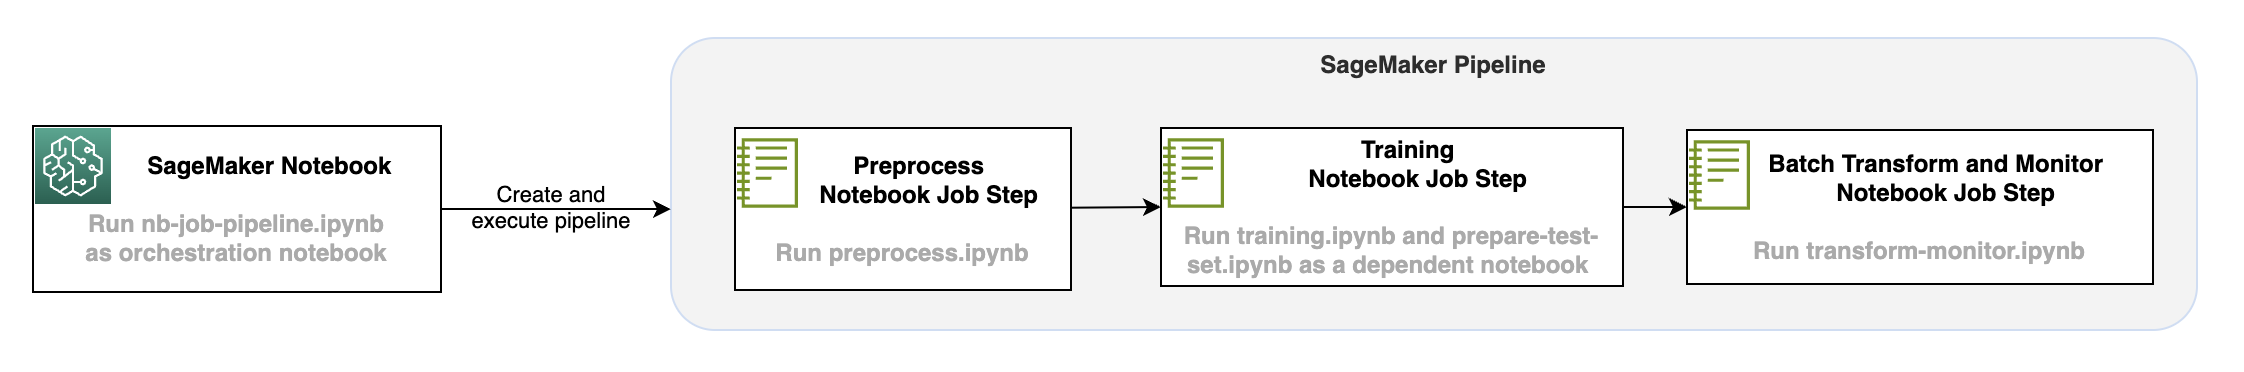 SageMaker Pipeline
SageMaker Notebook
Run nb-job-pipeline.ipynb
as orchestration notebook
Create and
execute pipeline
Preprocess
Notebook Job Step
Run preprocess.ipynb
Training
Notebook Job Step
Run training.ipynb and prepare-test-
set.ipynb as a dependent notebook
Batch Transform and Monitor
Notebook Job Step
Run transform-monitor.ipynb